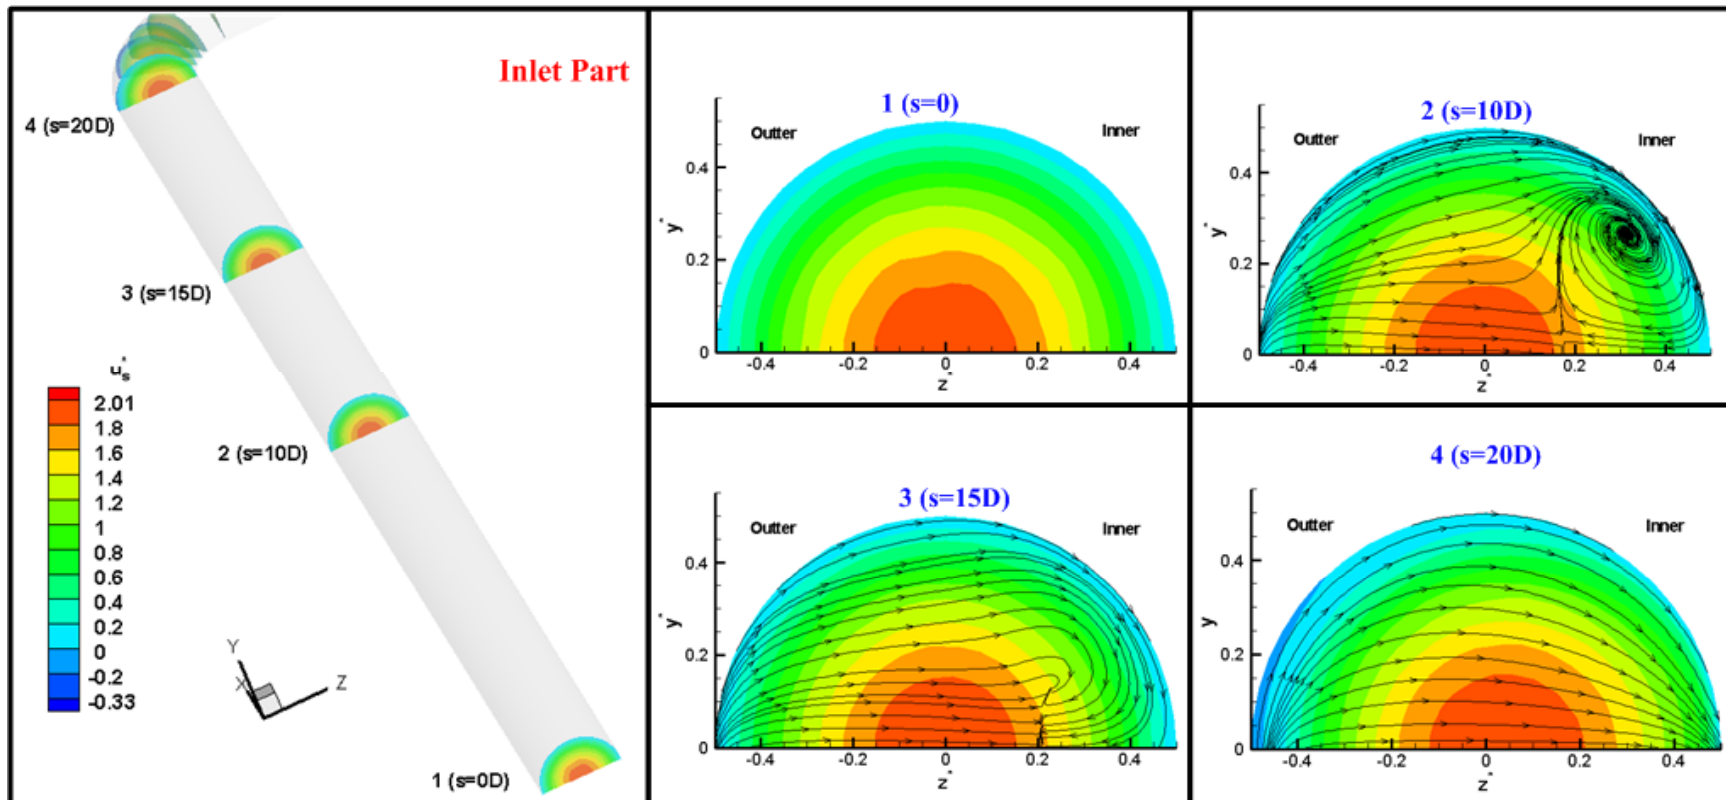 Inlet Part
4 (s=20D)
3 (s=15D)
2 (s=10D)
1 (s=0D)
u*s
2.01
1.8
1.6
1.4
1.2
1
0.8
0.6
0.4
0.2
0
-0.2
-0.33
Y
X
Z
1 (s=0)
Outter
Inner
0.4
0.2
0
y*
-0.4
-0.2
0
0.2
0.4
z*
2 (s=10D)
Outter
Inner
0.4
0.2
0
y*
-0.4
-0.2
0
0.2
0.4
z*
3 (s=15D)
Outter
Inner
0.4
0.2
0
y*
-0.4
-0.2
0
0.2
0.4
z*
4 (s=20D)
Outter
Inner
0.4
0.2
0
y
-0.4
-0.2
0
0.2
0.4
z*